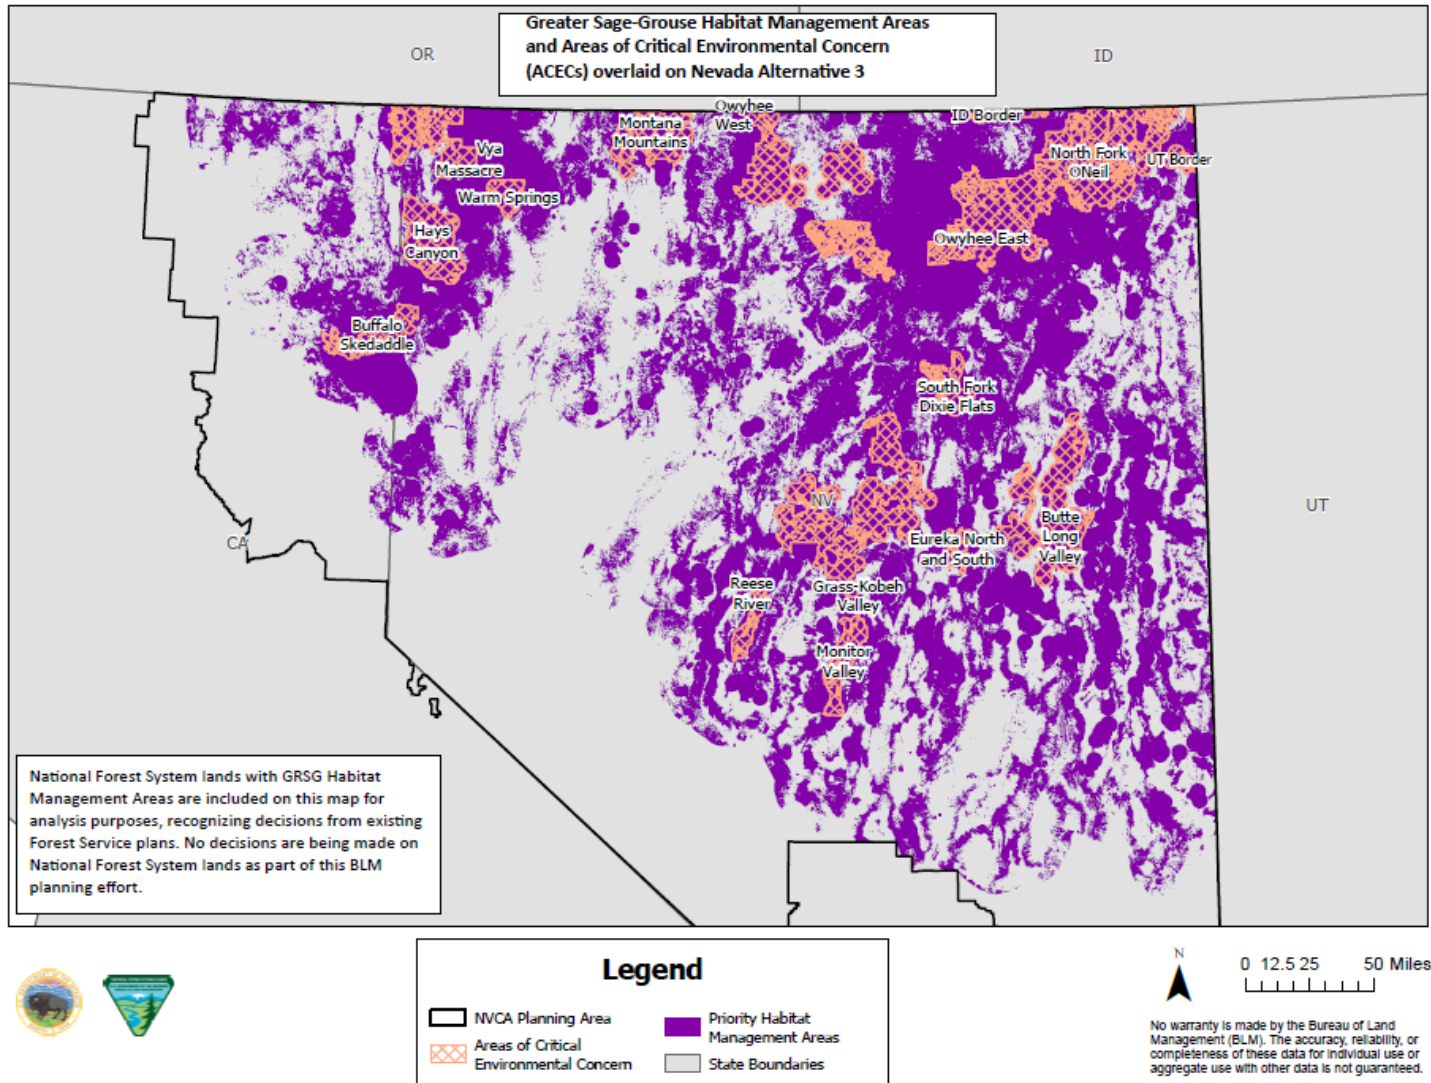 Greater Sage-Grouse Habitat Management Areas
and Areas of Critical Environmental Concern
(ACECs) overlaid on Nevada Alternative 3
OR
ID
Owyhee
West
Montana
Mountains
ID Border
Vya
Massacre
North Fork
ONeil
UT Border
Warm Springs
Hays
Canyon
Owyhee East
Buffalo
Skedaddle
South Fork
Dixie Flats
NV
UT
CA
Butte
Long
Valley
Eureka North
and South
Reese
River
Grass-Kobeh
Valley
Monitor
Valley
National Forest System lands with GRSG Habitat
Management Areas are included on this map for
analysis purposes, recognizing decisions from existing
Forest Service plans. No decisions are being made on
National Forest System lands as part of this BLM
planning effort.
Legend
NVCA Planning Area
Areas of Critical
Environmental Concern
Priority Habitat
Management Areas
State Boundaries
N
0 12.5 25 50 Miles
No warranty is made by the Bureau of Land
Management (BLM). The accuracy, reliability, or
completeness of these data for individual use or
aggregate use with other data is not guaranteed.